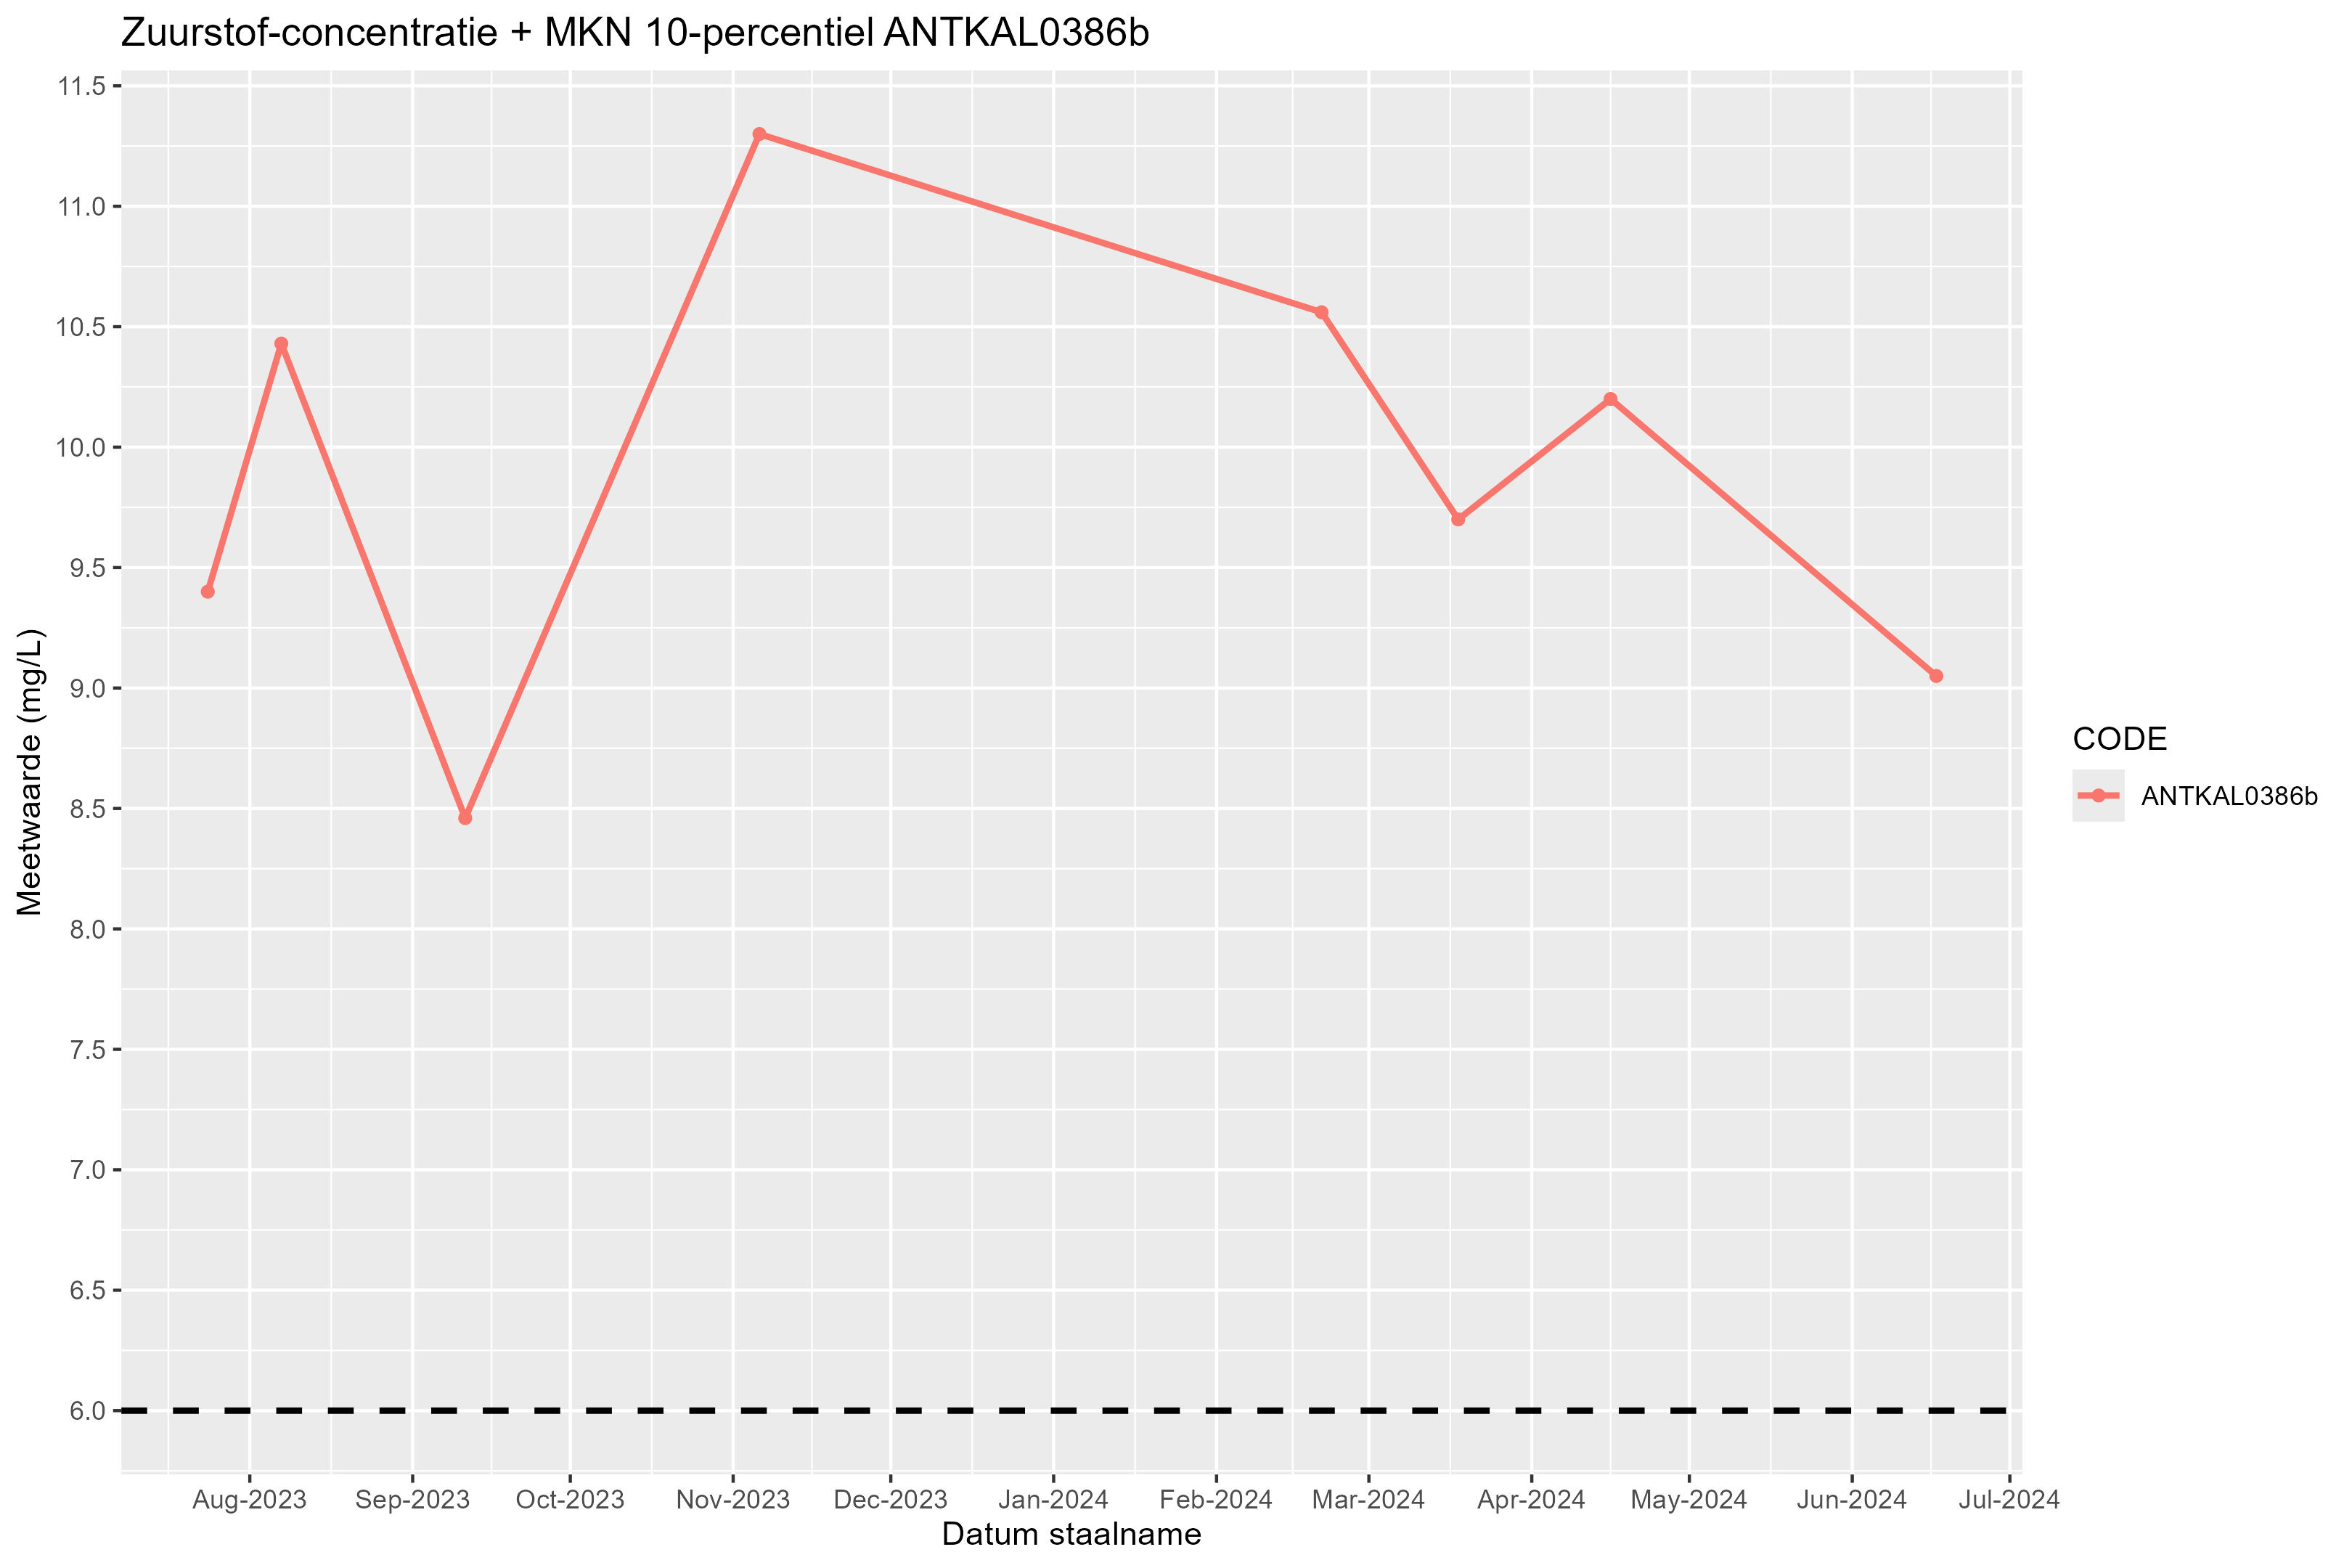 Zuurstof-concentratie + MKN 10-percentiel ANTKAL0386b
11.5
11.0
10.5
10.0
9.5
9.0
8.5
8.0
7.5
7.0
6.5
6.0
Meetwaarde (mg/L)
Aug-2023 Sep-2023 Oct-2023 Nov-2023 Dec-2023 Jan-2024 Feb-2024 Mar-2024 Apr-2024 May-2024 Jun-2024 Jul-2024
Datum staalname
CODE
ANTKAL0386b